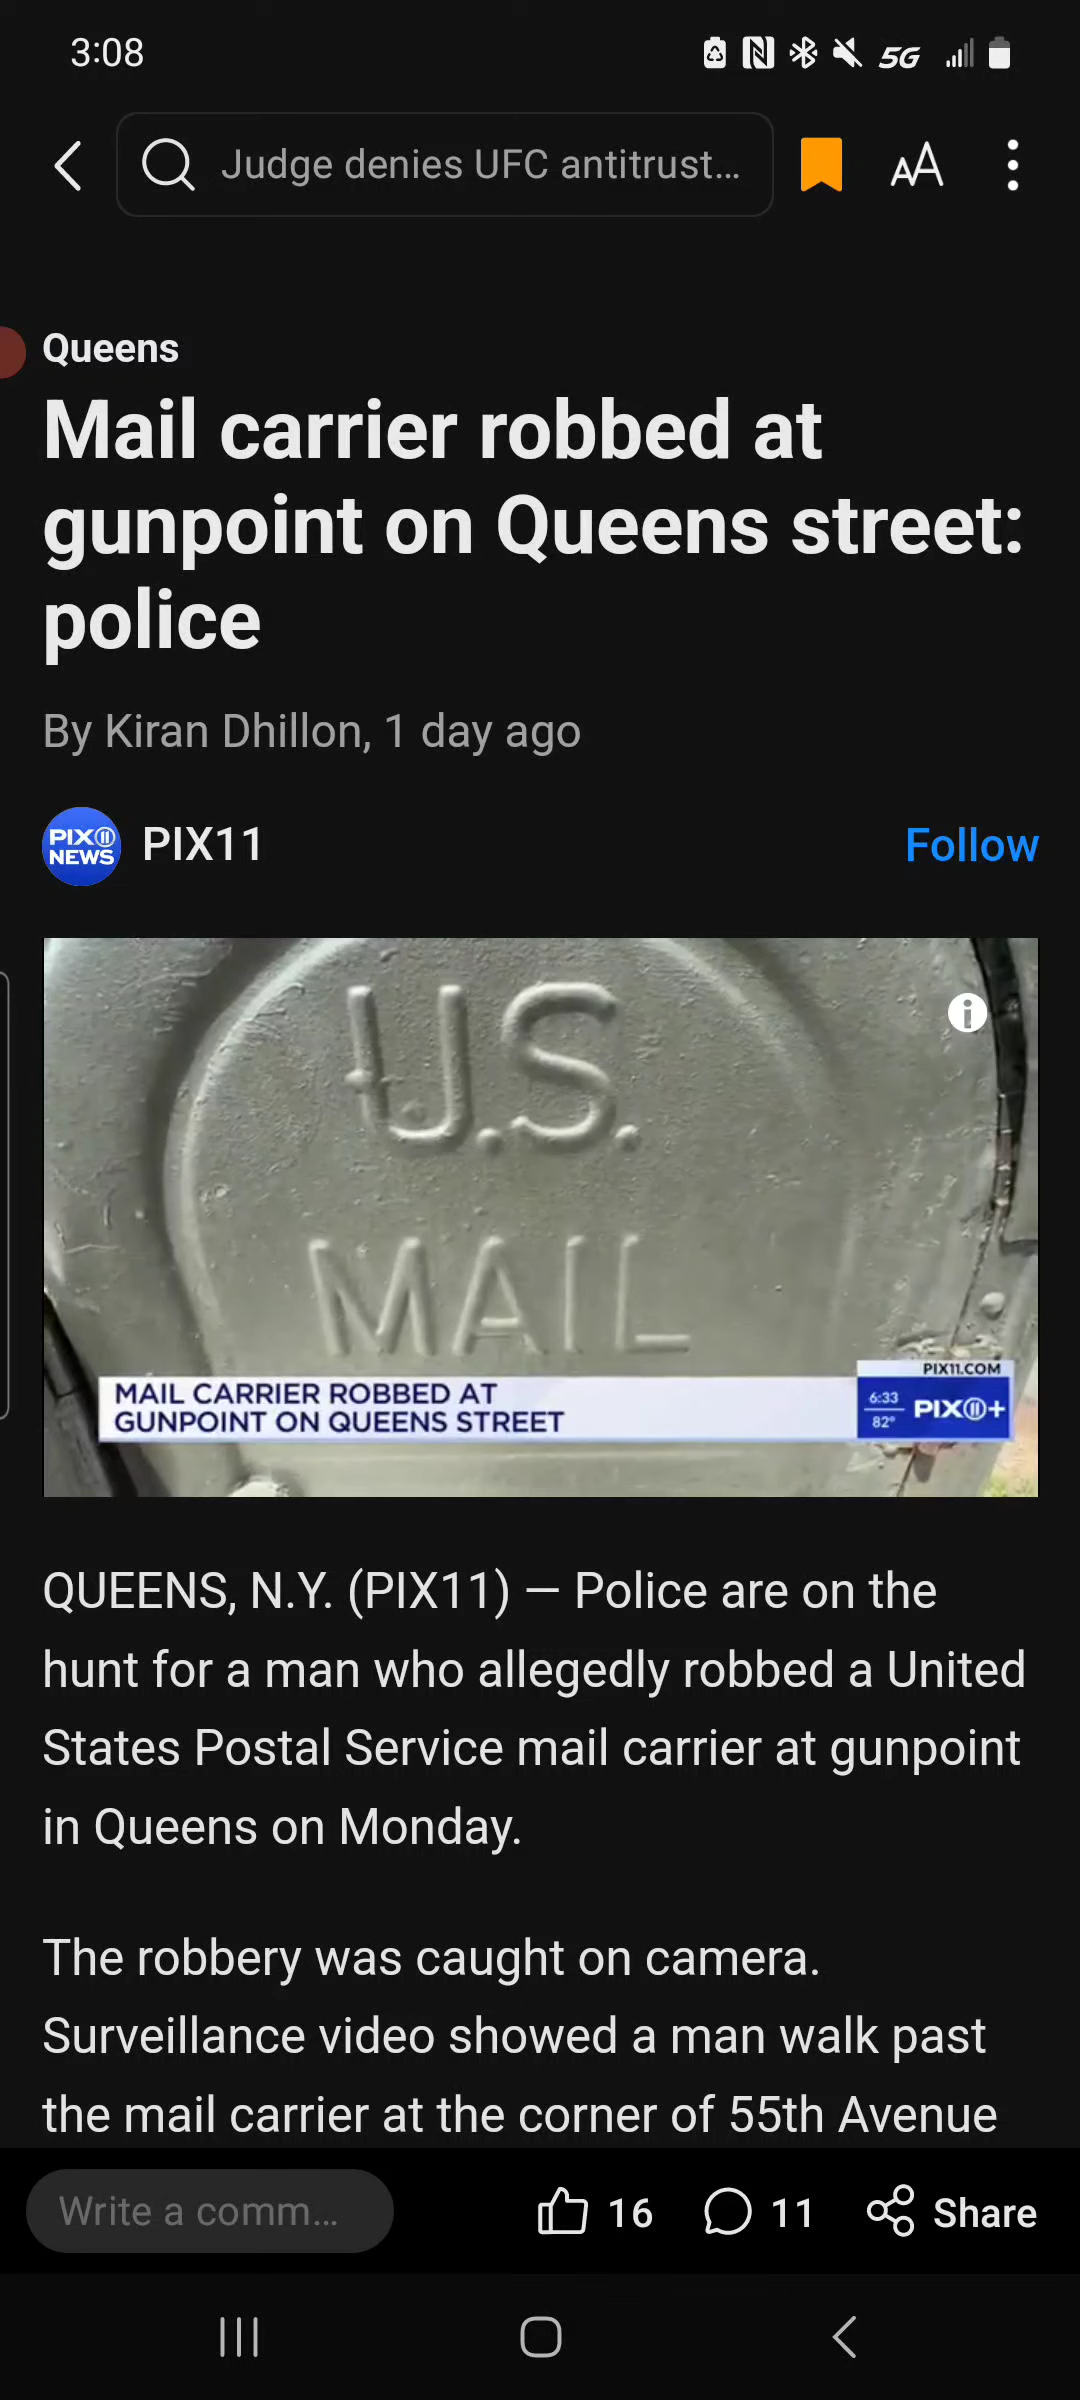 3:08
5G
Judge denies UFC antitrust...
AA
Queens
Mail carrier robbed at
gunpoint on Queens street:
police
By Kiran Dhillon, 1 day ago
PIX11
NEWS
PIX11
Follow
U.S.
MAIL
MAIL CARRIER ROBBED AT
GUNPOINT ON QUEENS STREET
PIX11.COM
6:33
82°
PIX11+
QUEENS, N.Y. (PIX11) — Police are on the
hunt for a man who allegedly robbed a United
States Postal Service mail carrier at gunpoint
in Queens on Monday.
The robbery was caught on camera.
Surveillance video showed a man walk past
the mail carrier at the corner of 55th Avenue
Write a comm...
16
11
Share